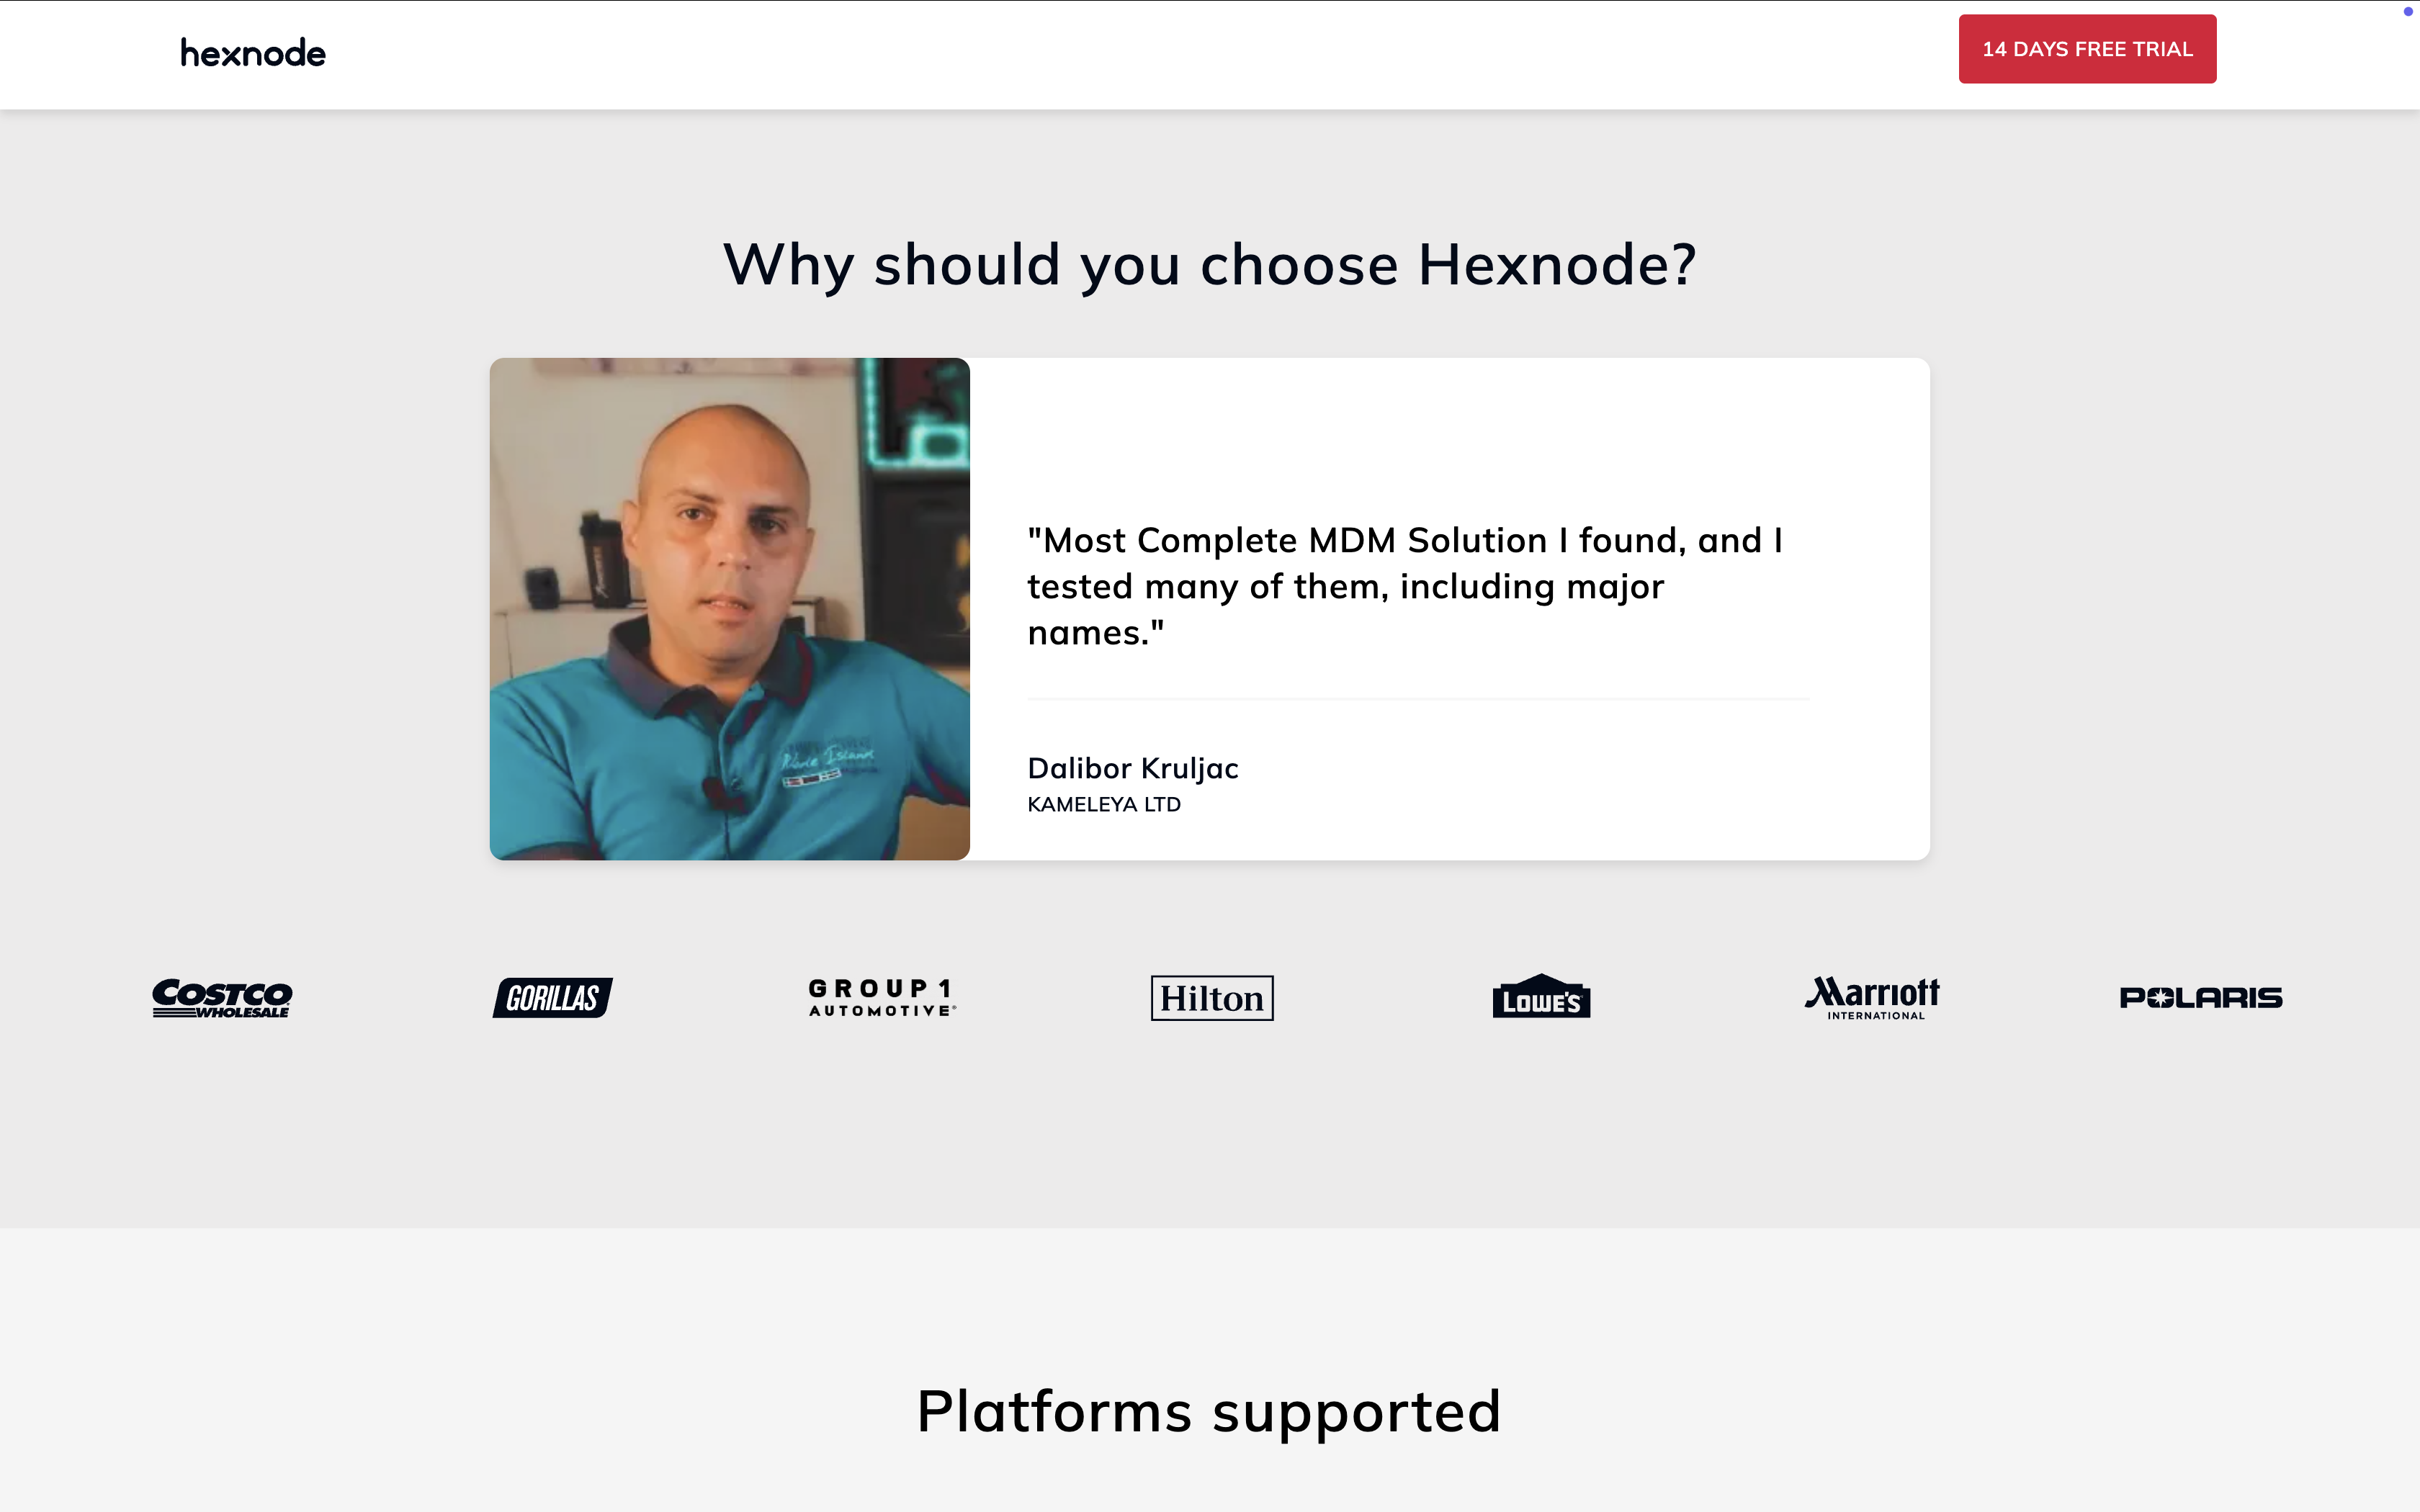 hexnode
14 DAYS FREE TRIAL
Why should you choose Hexnode?
"Most Complete MDM Solution I found, and I
tested many of them, including major
names."
Dalibor Kruljac
KAMELEYA LTD
COSTCO
WHOLESALE
GORILLAS
GROUP 1
AUTOMOTIVE®
Hilton
LOWE'S
Marriott
INTERNATIONAL
POLARIS
Platforms supported